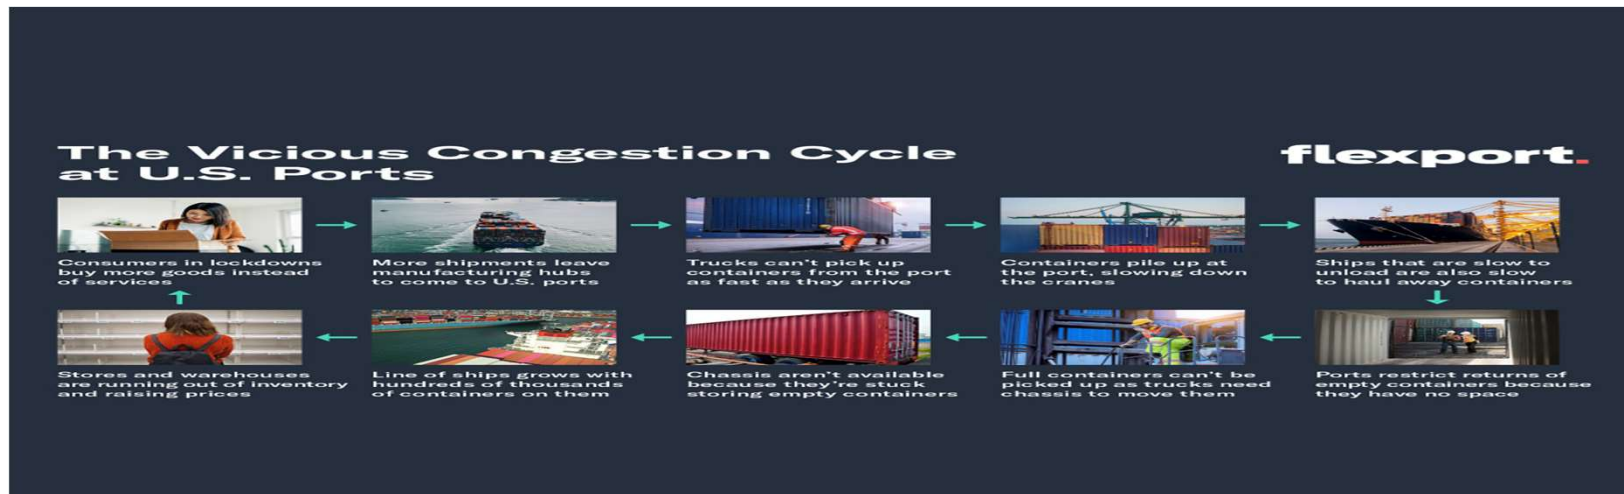 The Vicious Congestion Cycle
at U.S. Ports
flexport.
Consumers in lockdowns
buy more goods instead
of services
More shipments leave
manufacturing hubs
to come to U.S. ports
Trucks can't pick up
containers from the port
as fast as they arrive
Containers pile up at
the port, slowing down
the cranes
Ships that are slow to
unload are also slow
to haul away containers
Ports restrict returns of
empty containers because
they have no space
Full containers can't be
picked up as trucks need
chassis to move them
Chassis aren't available
because they're stuck
storing empty containers
Line of ships grows with
hundreds of thousands
of containers on them
Stores and warehouses
are running out of inventory
and raising prices